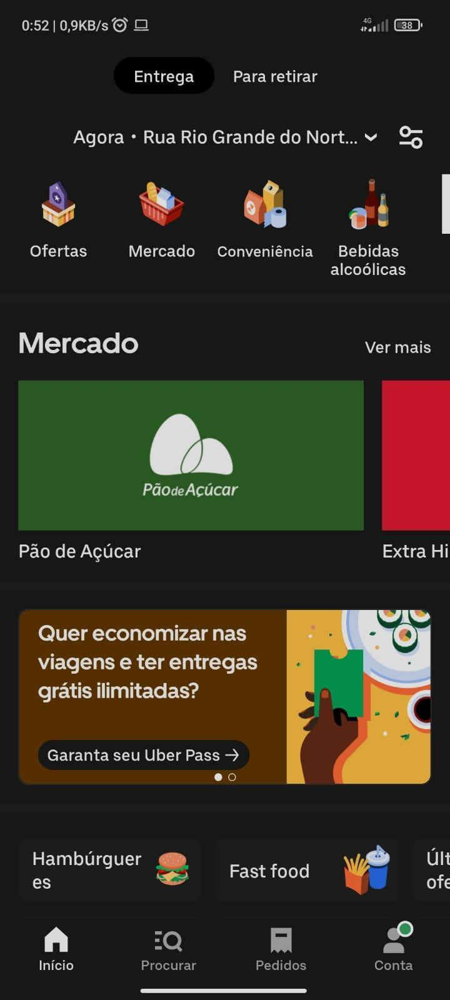 0:52 | 0,9KB/s
4G
38
Entrega
Para retirar
Agora • Rua Rio Grande do Nort...
Ofertas
Mercado
Conveniência
Bebidas
alcoólicas
Mercado
Ver mais
PãodeAçúcar
Pão de Açúcar
Extra Hi
Quer economizar nas
viagens e ter entregas
grátis ilimitadas?
Garanta seu Uber Pass →
Hambúrguer
es
Fast food
Últ
ofe
Início
Procurar
Pedidos
Conta